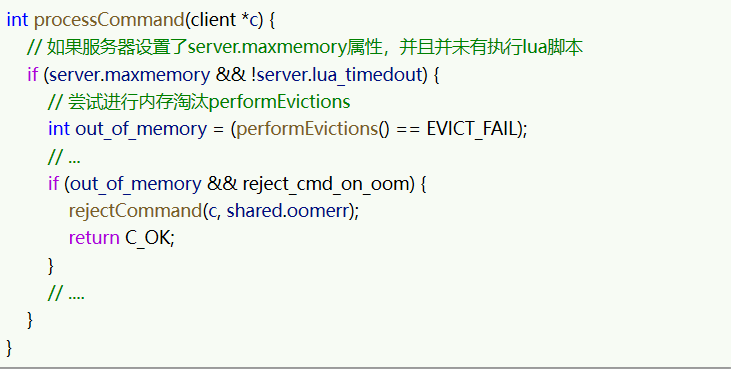 int processCommand(client *c) {
// 如果服务器设置了server.maxmemory属性，并且并未有执行lua脚本
if (server.maxmemory && !server.lua_timedout) {
// 尝试进行内存淘汰performEvictions
int out_of_memory = (performEvictions() == EVICT_FAIL);
// ...
if (out_of_memory && reject_cmd_on_oom) {
rejectCommand(c, shared.oomerr);
return C_OK;
}
// ....
}
}